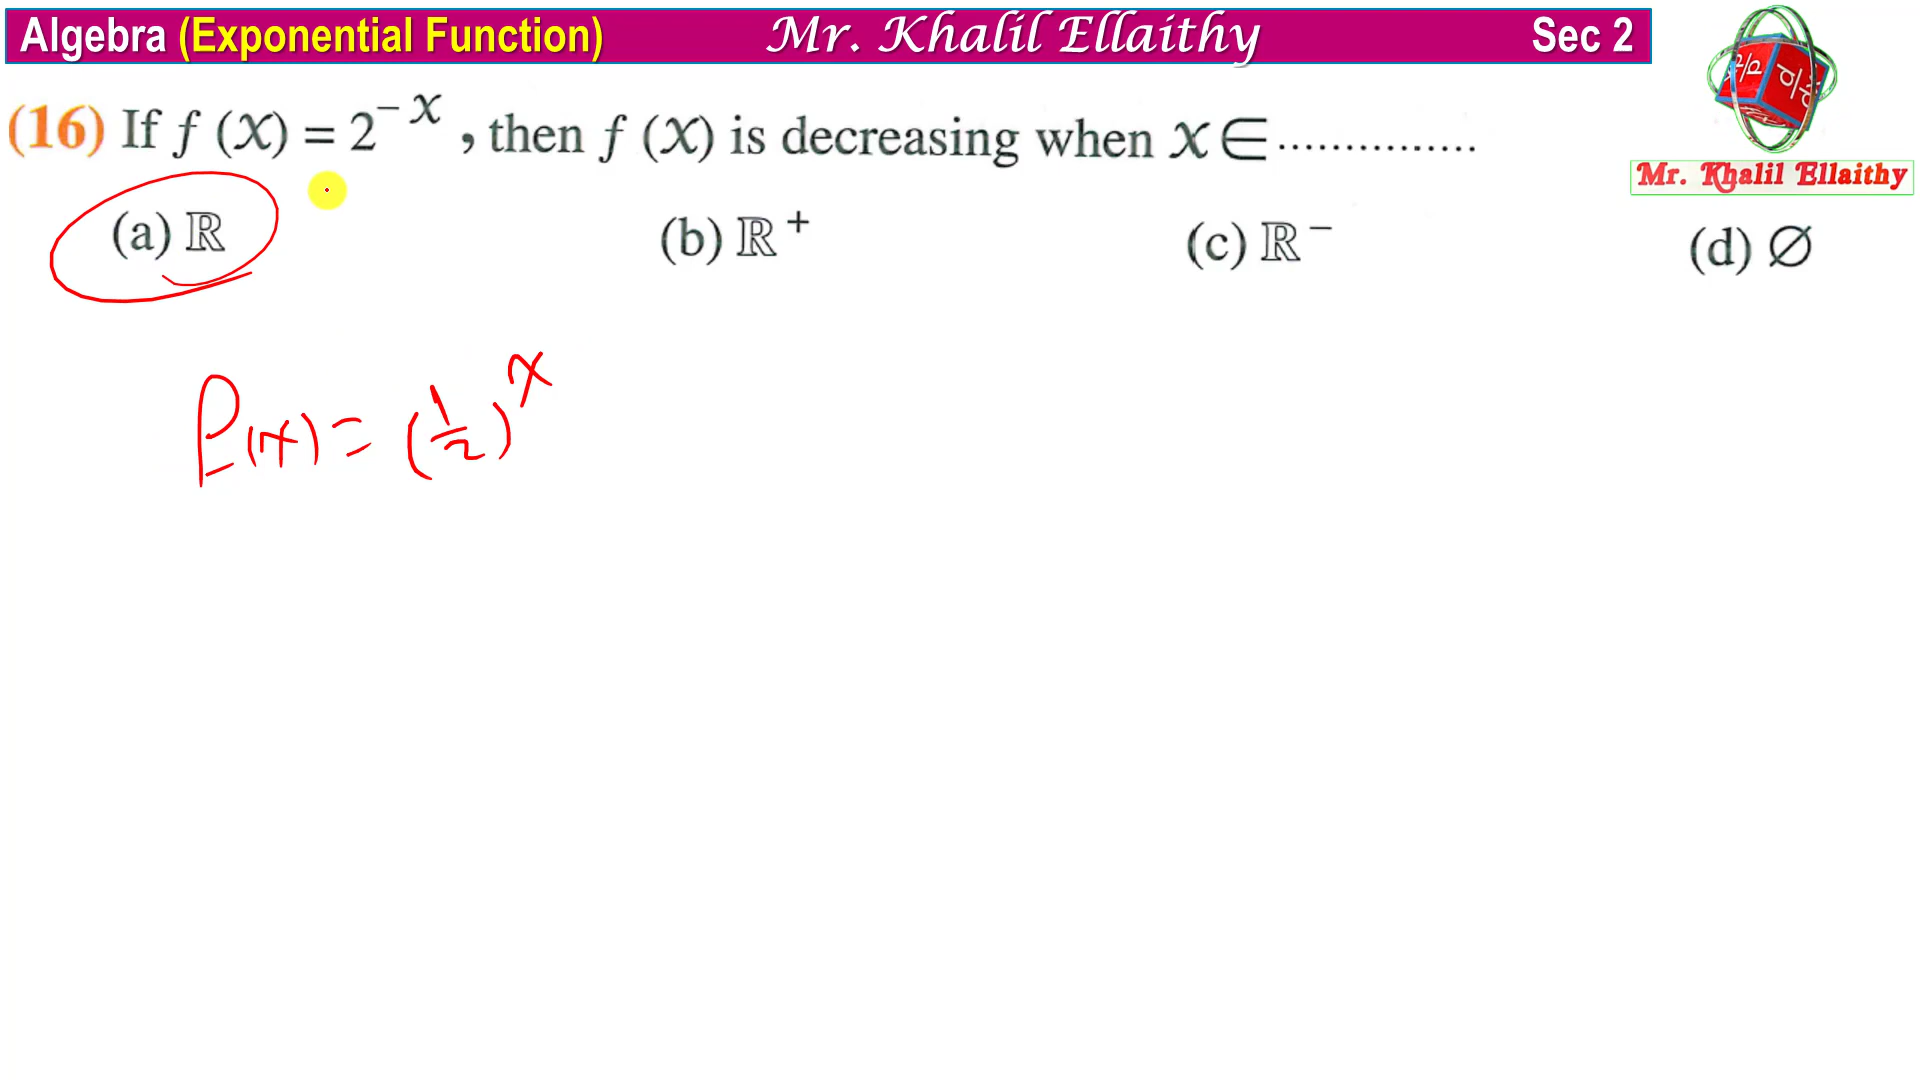 Algebra (Exponential Function) Mr. Khalil Ellaithy Sec 2
(16) If f (X) = 2^{-X} , then f (X) is decreasing when X ∈ ...............
Mr. Khalil Ellaithy
(a) ℝ (b) ℝ⁺ (c) ℝ⁻ (d) ∅
f(x) = (1/2)^x